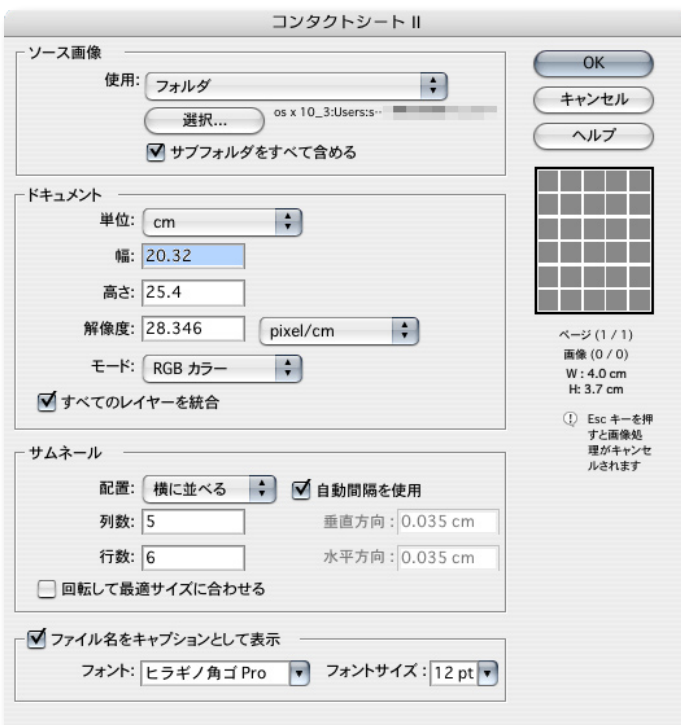 コンタクトシート II
ソース画像
使用: フォルダ
選択... os x 10_3:Users:s··
サブフォルダをすべて含める
ドキュメント
単位: cm
幅: 20.32
高さ: 25.4
解像度: 28.346 pixel/cm
モード: RGB カラー
すべてのレイヤーを統合
サムネール
配置: 横に並べる 自動間隔を使用
列数: 5 垂直方向 : 0.035 cm
行数: 6 水平方向 : 0.035 cm
回転して最適サイズに合わせる
ファイル名をキャプションとして表示
フォント: ヒラギノ角ゴ Pro フォントサイズ : 12 pt
OK
キャンセル
ヘルプ
ページ (1 / 1)
画像 (0 / 0)
W : 4.0 cm
H: 3.7 cm
Esc キーを押
すと画像処
理がキャンセ
ルされます